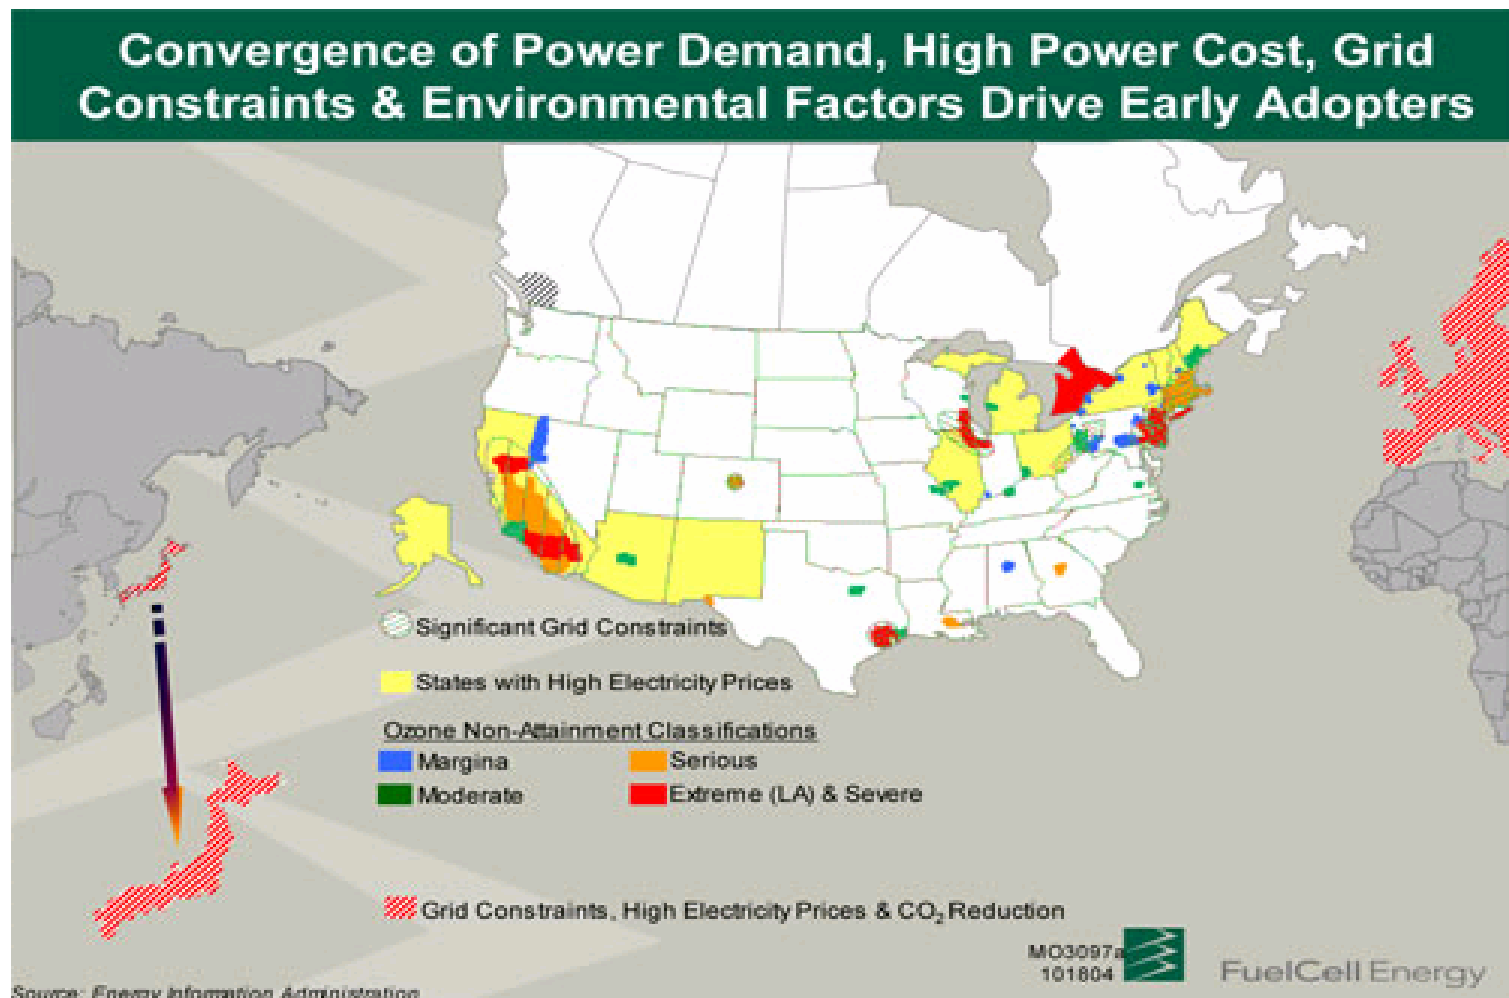 Convergence of Power Demand, High Power Cost, Grid
Constraints & Environmental Factors Drive Early Adopters
Significant Grid Constraints
States with High Electricity Prices
Ozone Non-Attainment Classifications
Margina
Serious
Moderate
Extreme (LA) & Severe
Grid Constraints, High Electricity Prices & CO₂ Reduction
MO3097a
101804
FuelCell Energy
Source: Energy Information Administration